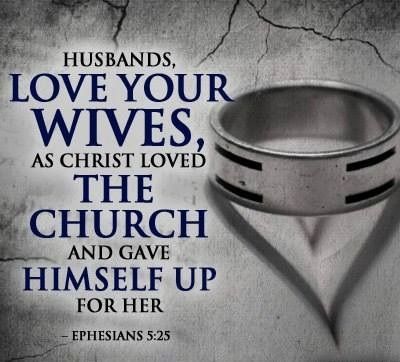 HUSBANDS,
LOVE YOUR
WIVES,
AS CHRIST LOVED
THE
CHURCH
AND GAVE
HIMSELF UP
FOR HER
– EPHESIANS 5:25